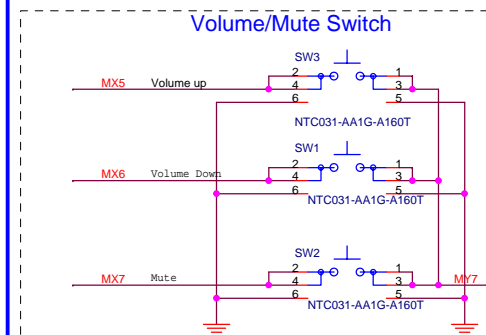 Volume/Mute Switch
SW3
2 1
MX5 Volume up 4 3
6 5
NTC031-AA1G-A160T
SW1
2 1
MX6 Volume Down 4 3
6 5
NTC031-AA1G-A160T
SW2
2 1
MX7 Mute 4 3 MY7
6 5
NTC031-AA1G-A160T